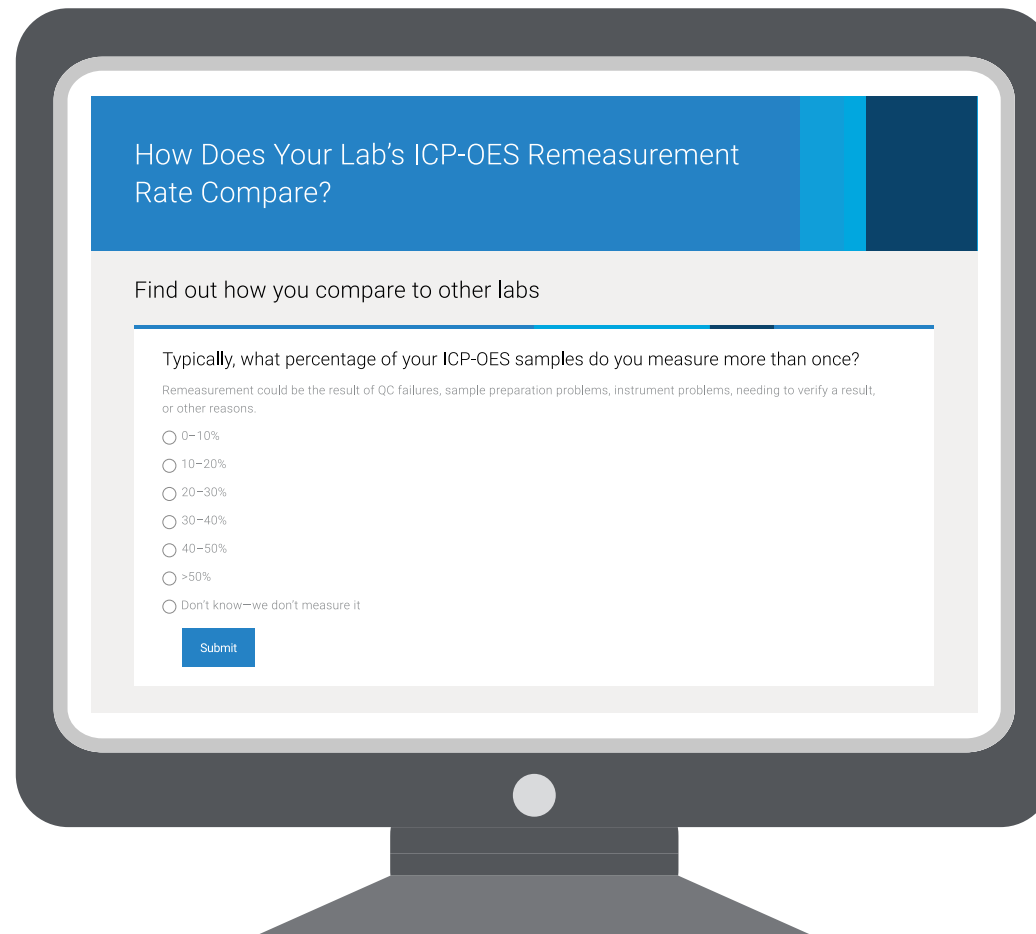 How Does Your Lab’s ICP-OES Remeasurement
Rate Compare?
Find out how you compare to other labs
Typically, what percentage of your ICP-OES samples do you measure more than once?
Remeasurement could be the result of QC failures, sample preparation problems, instrument problems, needing to verify a result,
or other reasons.
0–10%
10–20%
20–30%
30–40%
40–50%
>50%
Don’t know—we don’t measure it
Submit